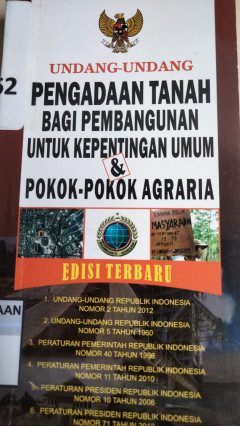 52
UNDANG-UNDANG
PENGADAAN TANAH
BAGI PEMBANGUNAN
UNTUK KEPENTINGAN UMUM
&
POKOK-POKOK AGRARIA
MASYARAKAT
EDISI TERBARU
1. UNDANG-UNDANG REPUBLIK INDONESIA
NOMOR 2 TAHUN 2012
2. UNDANG-UNDANG REPUBLIK INDONESIA
NOMOR 5 TAHUN 1960
3. PERATURAN PEMERINTAH REPUBLIK INDONESIA
NOMOR 40 TAHUN 1996
4. PERATURAN PEMERINTAH REPUBLIK INDONESIA
NOMOR 11 TAHUN 2010
5. PERATURAN PRESIDEN REPUBLIK INDONESIA
NOMOR 10 TAHUN 2006
6. PERATURAN PRESIDEN REPUBLIK INDONESIA
NOMOR 71 TAHUN 2012